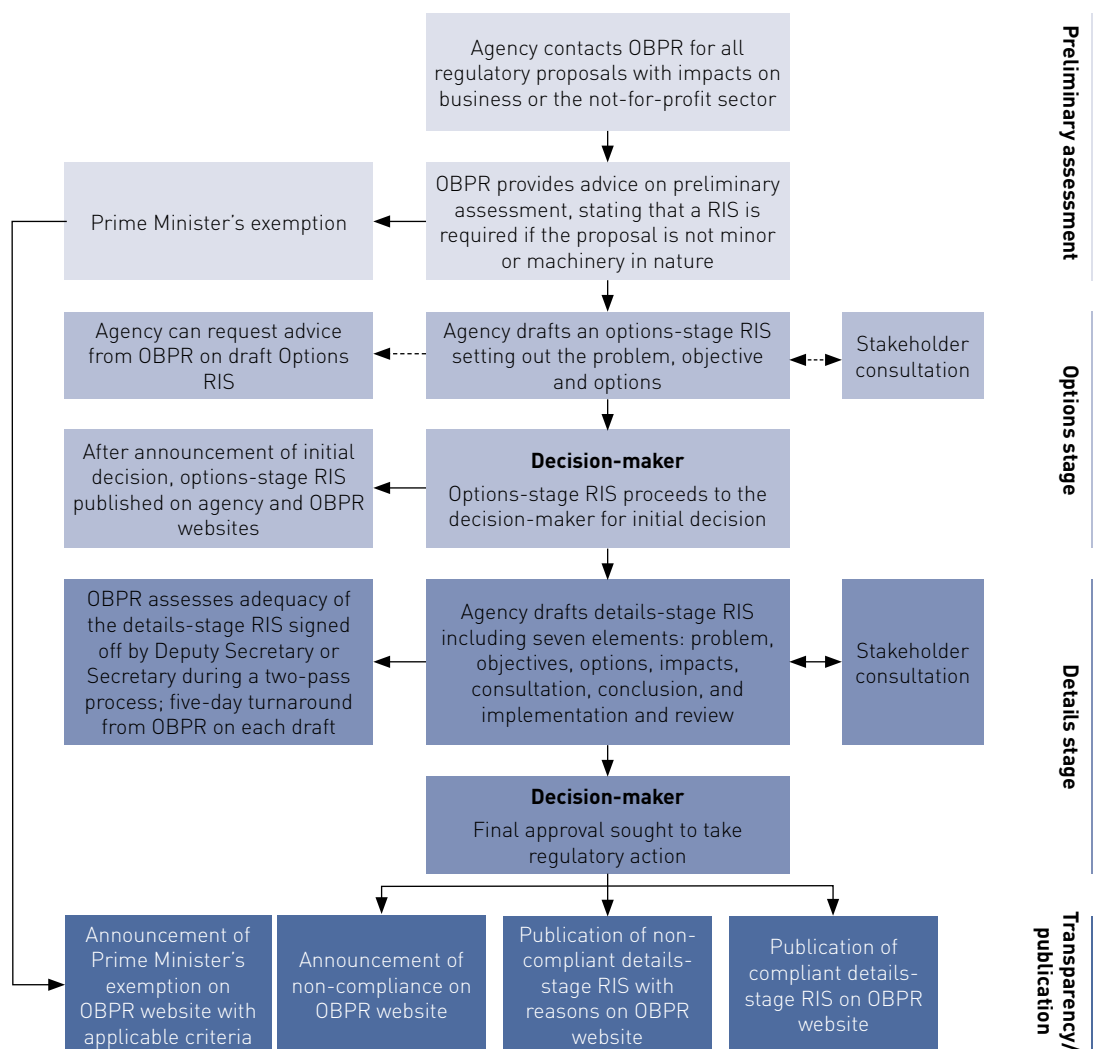 Agency contacts OBPR for all
regulatory proposals with impacts on
business or the not-for-profit sector
Preliminary assessment
Prime Minister’s exemption
OBPR provides advice on preliminary
assessment, stating that a RIS is
required if the proposal is not minor
or machinery in nature
Agency can request advice
from OBPR on draft Options
RIS
Agency drafts an options-stage RIS
setting out the problem, objective
and options
Stakeholder
consultation
Options stage
After announcement of initial
decision, options-stage RIS
published on agency and OBPR
websites
Decision-maker
Options-stage RIS proceeds to the
decision-maker for initial decision
OBPR assesses adequacy of
the details-stage RIS signed
off by Deputy Secretary or
Secretary during a two-pass
process; five-day turnaround
from OBPR on each draft
Agency drafts details-stage RIS
including seven elements: problem,
objectives, options, impacts,
consultation, conclusion, and
implementation and review
Stakeholder
consultation
Details stage
Decision-maker
Final approval sought to take
regulatory action
Announcement of
Prime Minister’s
exemption on
OBPR website with
applicable criteria
Announcement of
non-compliance on
OBPR website
Publication of non-
compliant details-
stage RIS with
reasons on OBPR
website
Publication of
compliant details-
stage RIS on OBPR
website
Transparency/
publication